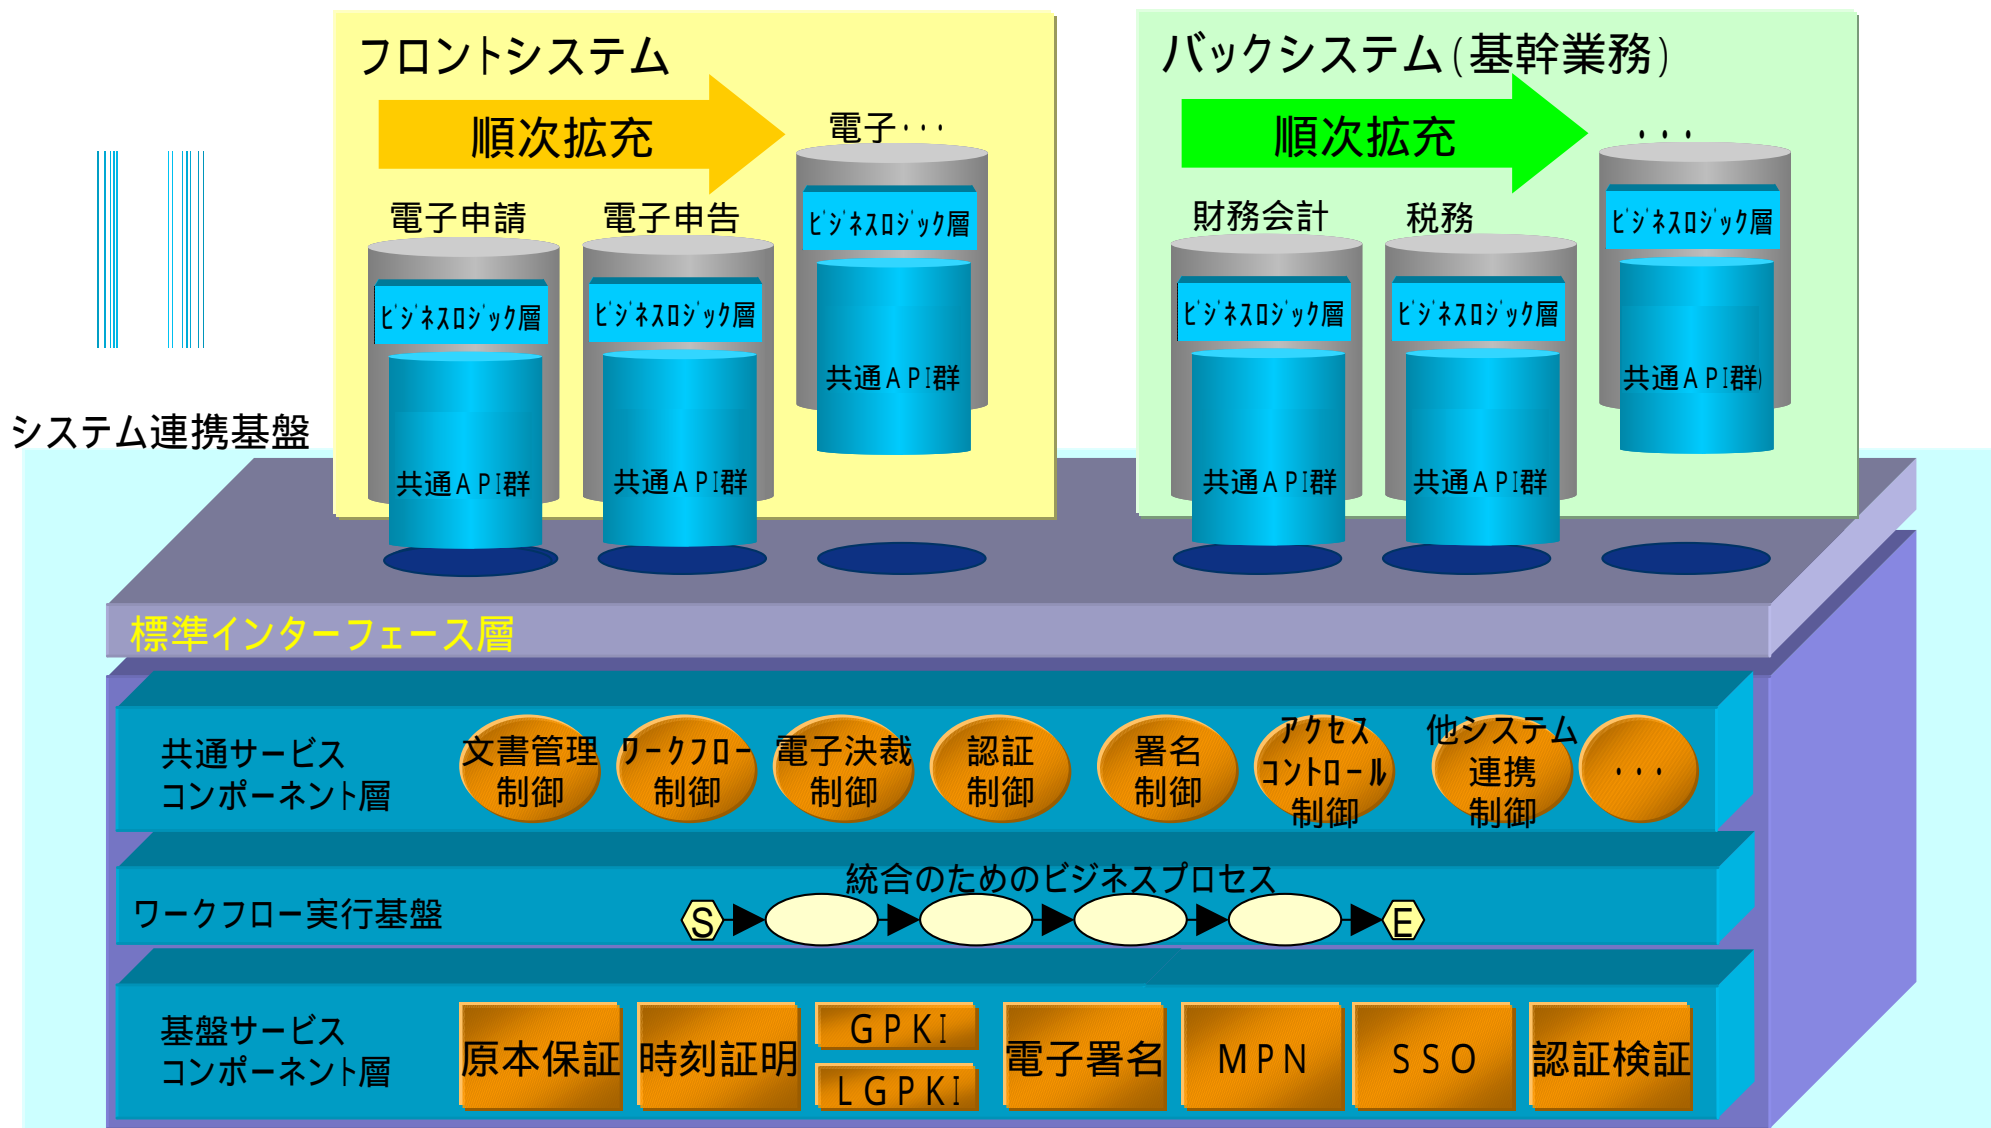 フロントシステム
順次拡充
電子・・・
電子申請
電子申告
ビジネスロジック層
ビジネスロジック層
ビジネスロジック層
共通API群
共通API群
共通API群
バックシステム(基幹業務)
順次拡充
・・・
財務会計
税務
ビジネスロジック層
ビジネスロジック層
ビジネスロジック層
共通API群
共通API群
共通API群)
システム連携基盤
標準インターフェース層
共通サービス
コンポーネント層
文書管理
制御
ワークフロー
制御
電子決裁
制御
認証
制御
署名
制御
アクセス
コントロール
制御
他システム
連携
制御
・・・
ワークフロー実行基盤
統合のためのビジネスプロセス
S
E
基盤サービス
コンポーネント層
原本保証
時刻証明
GPKI
LGPKI
電子署名
MPN
SSO
認証検証